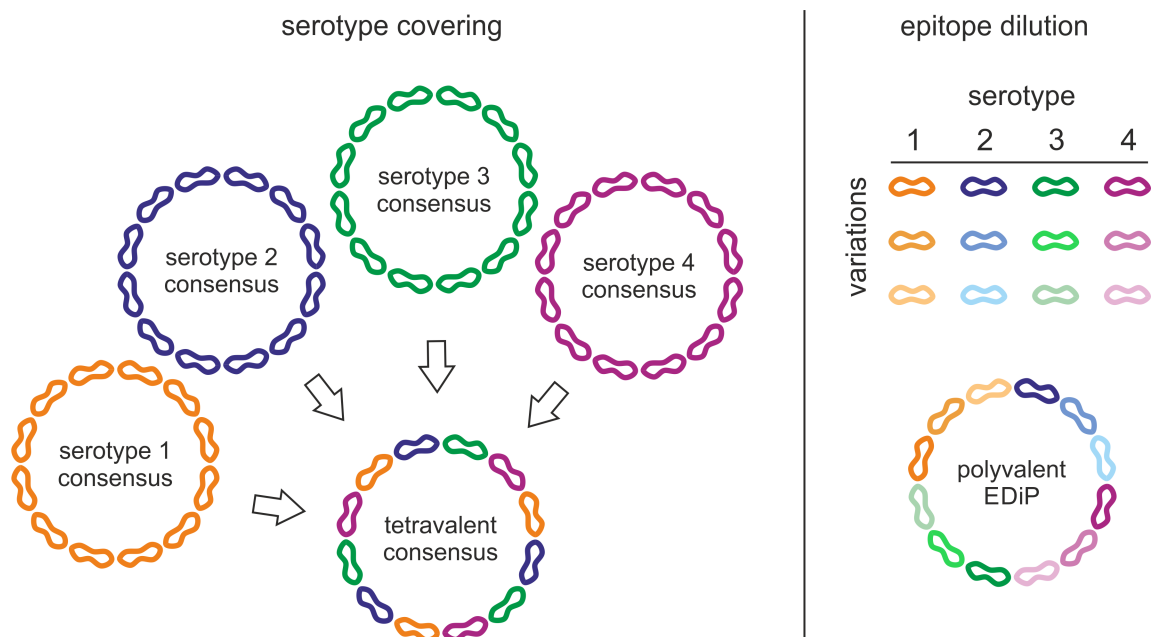 serotype covering
serotype 3
consensus
serotype 2
consensus
serotype 4
consensus
serotype 1
consensus
tetravalent
consensus
epitope dilution
serotype
1 2 3 4
variations
polyvalent
EDiP